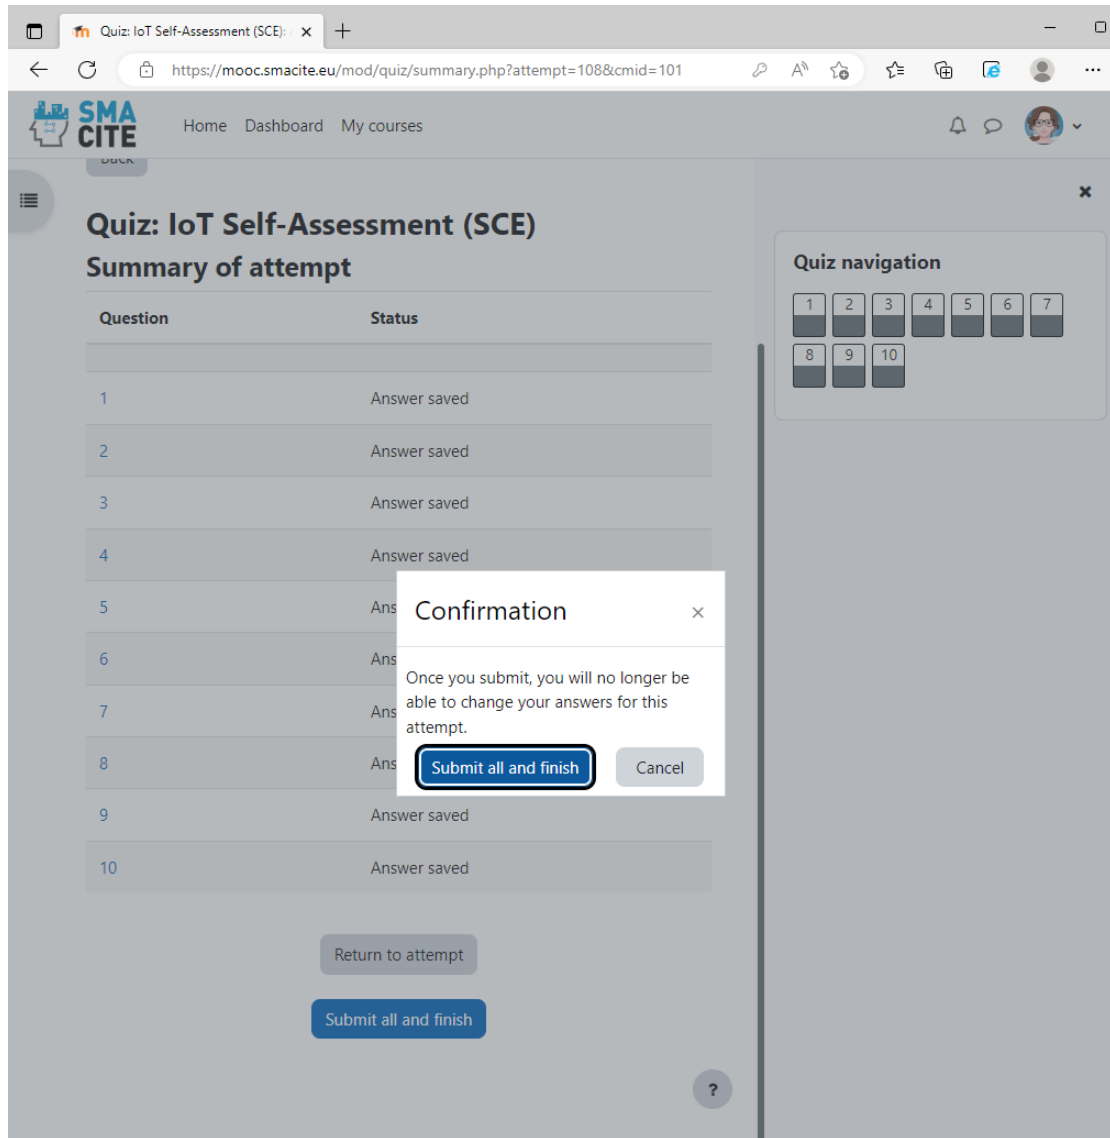 Quiz: IoT Self-Assessment (SCE):
https://mooc.smacite.eu/mod/quiz/summary.php?attempt=108&cmid=101
SMA
CITE
Home Dashboard My courses
Back
Quiz: IoT Self-Assessment (SCE)
Summary of attempt
Question Status
1 Answer saved
2 Answer saved
3 Answer saved
4 Answer saved
5 Ans
6 Ans
7 Ans
8 Ans
9 Answer saved
10 Answer saved
Confirmation
Once you submit, you will no longer be
able to change your answers for this
attempt.
Submit all and finish Cancel
Return to attempt
Submit all and finish
?
Quiz navigation
1 2 3 4 5 6 7
8 9 10